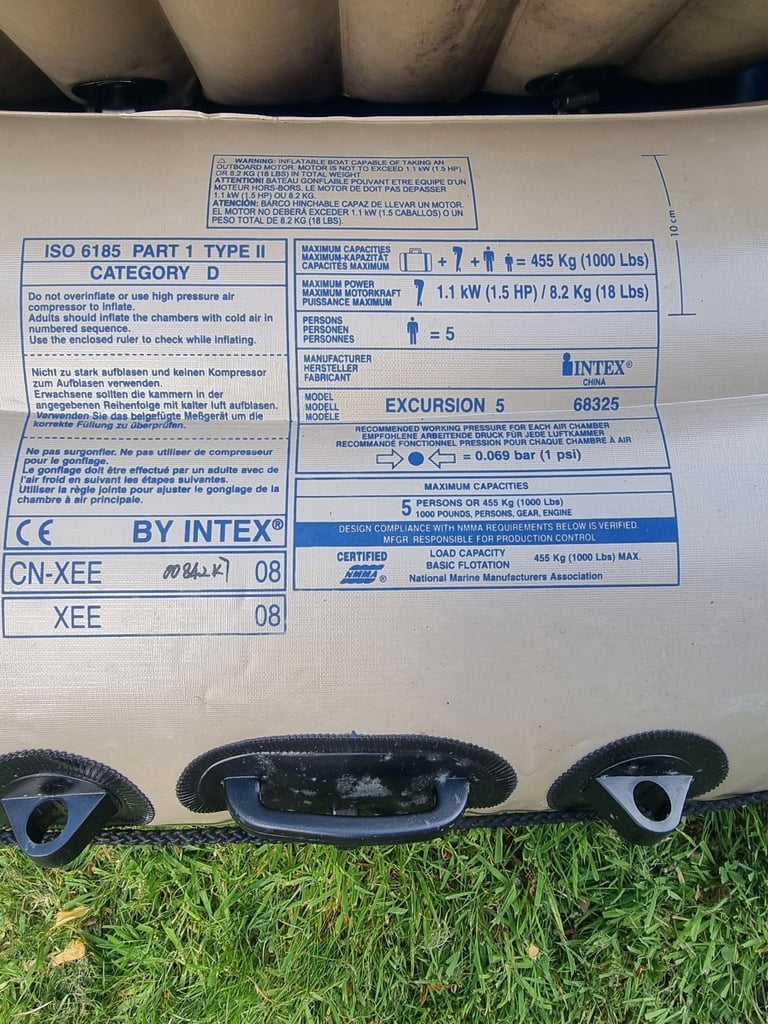 ⚠ WARNING: INFLATABLE BOAT CAPABLE OF TAKING AN
OUTBOARD MOTOR. MOTOR IS NOT TO EXCEED 1.1 kW (1.5 HP)
OR 8.2 KG (18 LBS) IN TOTAL WEIGHT.
ATTENTION! BATEAU GONFLABLE POUVANT ETRE EQUIPE D'UN
MOTEUR HORS-BORS. LE MOTEUR DE DOIT PAS DEPASSER
1.1 kW (1.5 HP) OU 8.2 KG.
ATENCIÓN: BARCO HINCHABLE CAPAZ DE LLEVAR UN MOTOR.
EL MOTOR NO DEBERÁ EXCEDER 1.1 kW (1.5 CABALLOS) O UN
PESO TOTAL DE 8.2 KG (18 LBS).
10 cm
ISO 6185 PART 1 TYPE II
CATEGORY D
Do not overinflate or use high pressure air
compressor to inflate.
Adults should inflate the chambers with cold air in
numbered sequence.
Use the enclosed ruler to check while inflating.
Nicht zu stark aufblasen und keinen Kompressor
zum Aufblasen verwenden.
Erwachsene sollten die kammern in der
angegebenen Reihenfolge mit kalter luft aufblasen.
Verwenden Sie das beigefügte Meßgerät um die
korrekte Füllung zu überprüfen.
Ne pas surgonfler. Ne pas utiliser de compresseur
pour le gonflage.
Le gonflage doit être effectué par un adulte avec de
l'air froid en suivant les étapes suivantes.
Utiliser la règle jointe pour ajuster le gonglage de la
chambre à air principale.
CE BY INTEX®
CN-XEE 08
XEE 08
MAXIMUM CAPACITIES
MAXIMUM-KAPAZITÄT
CAPACITÉS MAXIMUM
+ + = 455 Kg (1000 Lbs)
MAXIMUM POWER
MAXIMUM MOTORKRAFT
PUISSANCE MAXIMUM
1.1 kW (1.5 HP) / 8.2 Kg (18 Lbs)
PERSONS
PERSONEN
PERSONNES
= 5
MANUFACTURER
HERSTELLER
FABRICANT
INTEX®
CHINA
MODEL
MODELL
MODÈLE
EXCURSION 5 68325
RECOMMENDED WORKING PRESSURE FOR EACH AIR CHAMBER
EMPFOHLENE ARBEITENDE DRUCK FÜR JEDE LUFTKAMMER
RECOMMANDÉ FONCTIONNEL PRESSION POUR CHAQUE CHAMBRE À AIR
= 0.069 bar (1 psi)
MAXIMUM CAPACITIES
5 PERSONS OR 455 Kg (1000 Lbs)
1000 POUNDS, PERSONS, GEAR, ENGINE
DESIGN COMPLIANCE WITH NMMA REQUIREMENTS BELOW IS VERIFIED.
MFGR. RESPONSIBLE FOR PRODUCTION CONTROL
CERTIFIED
NMMA®
LOAD CAPACITY
BASIC FLOTATION
455 Kg (1000 Lbs) MAX.
National Marine Manufacturers Association